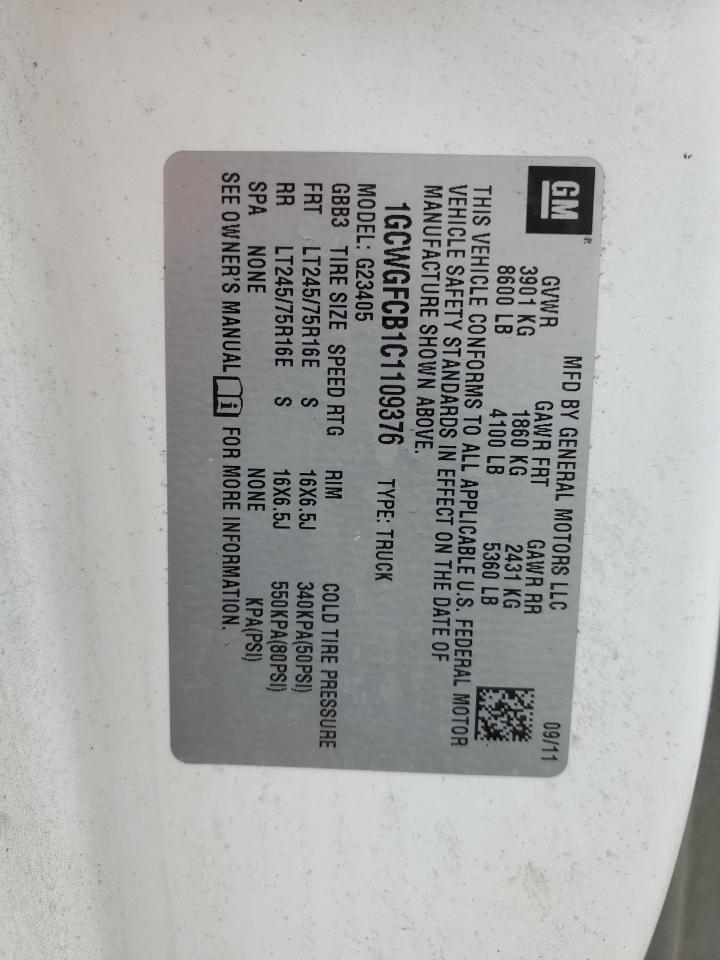 GM®
MFD BY GENERAL MOTORS LLC 09/11
GVWR GAWR FRT GAWR RR
3901 KG 1860 KG 2431 KG
8600 LB 4100 LB 5360 LB
THIS VEHICLE CONFORMS TO ALL APPLICABLE U.S. FEDERAL MOTOR
VEHICLE SAFETY STANDARDS IN EFFECT ON THE DATE OF
MANUFACTURE SHOWN ABOVE.
1GCWGFCB1C1109376 TYPE: TRUCK
MODEL: G23405
GBB3 TIRE SIZE SPEED RTG RIM COLD TIRE PRESSURE
FRT LT245/75R16E S 16X6.5J 340KPA(50PSI)
RR LT245/75R16E S 16X6.5J 550KPA(80PSI)
SPA NONE NONE KPA(PSI)
SEE OWNER'S MANUAL FOR MORE INFORMATION.